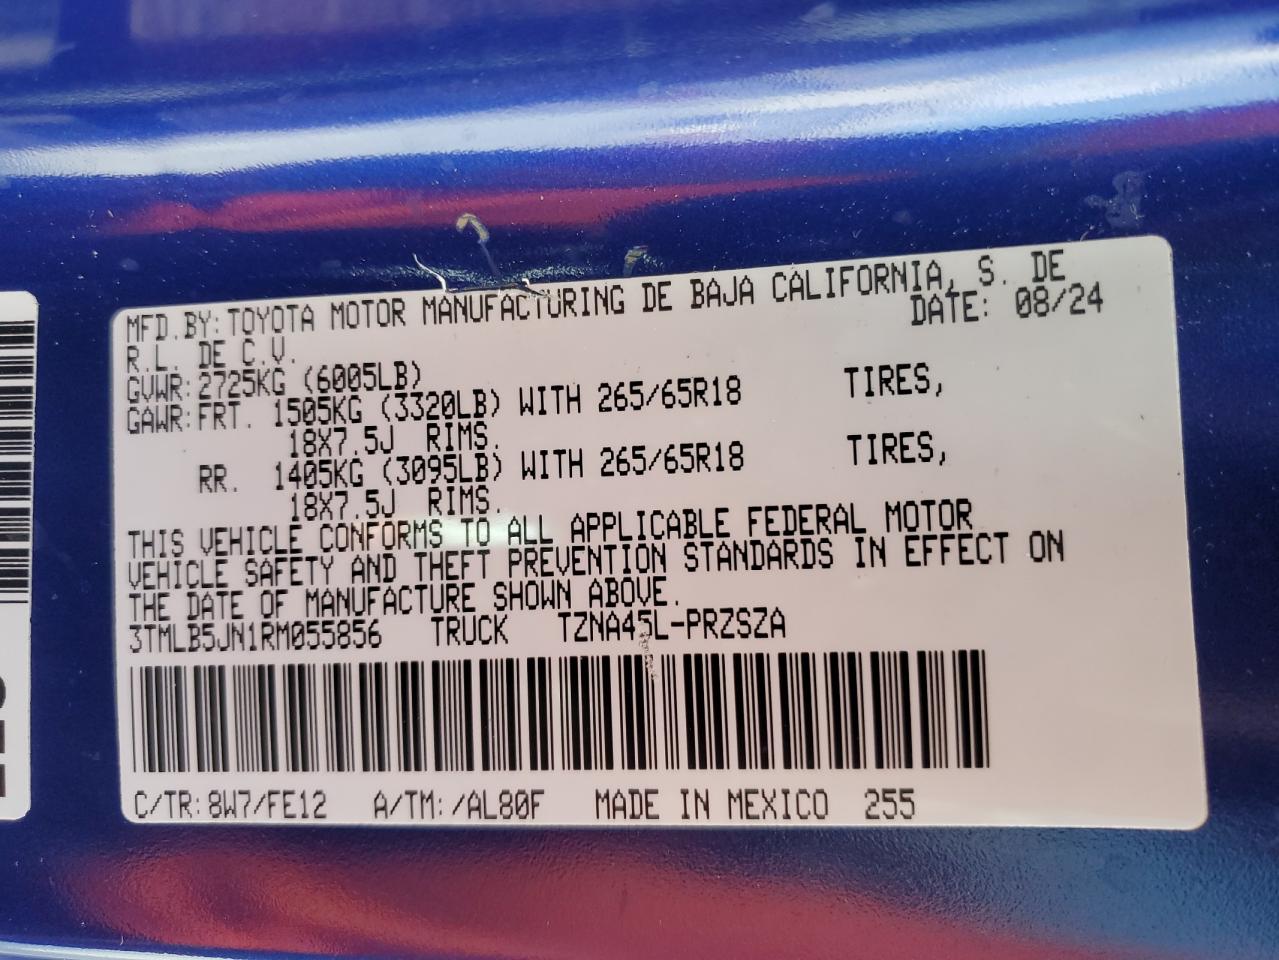 MFD.BY:TOYOTA MOTOR MANUFACTURING DE BAJA CALIFORNIA, S. DE
R.L. DE C.V. DATE: 08/24
GVWR:2725KG (6005LB)
GAWR:FRT. 1505KG (3320LB) WITH 265/65R18 TIRES,
18X7.5J RIMS.
RR. 1405KG (3095LB) WITH 265/65R18 TIRES,
18X7.5J RIMS.
THIS VEHICLE CONFORMS TO ALL APPLICABLE FEDERAL MOTOR
VEHICLE SAFETY AND THEFT PREVENTION STANDARDS IN EFFECT ON
THE DATE OF MANUFACTURE SHOWN ABOVE.
3TMLB5JN1RM055856 TRUCK TZNA45L-PRZSZA
C/TR:8W7/FE12 A/TM:/AL80F MADE IN MEXICO 255